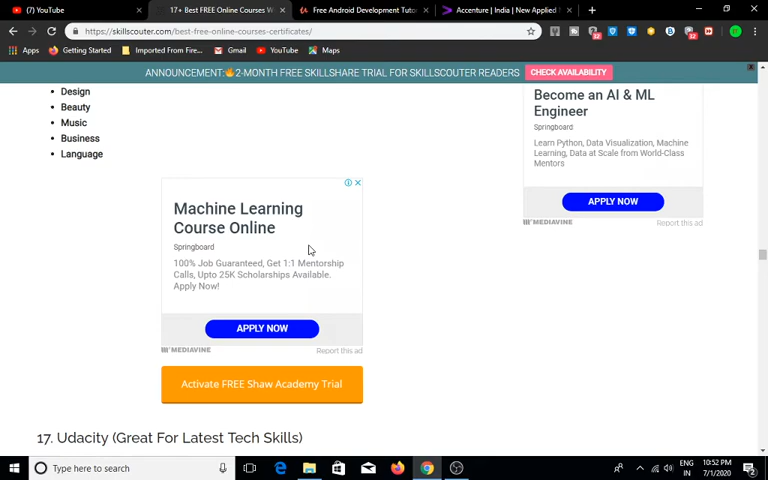 (7) YouTube
17+ Best FREE Online Courses W
Free Android Development Tutor
Accenture | India | New Applied
https://skillscouter.com/best-free-online-courses-certificates/
Apps
Getting Started
Imported From Fire...
Gmail
YouTube
Maps
ANNOUNCEMENT:🔥2-MONTH FREE SKILLSHARE TRIAL FOR SKILLSCOUTER READERS
CHECK AVAILABILITY
Design
Beauty
Music
Business
Language
Become an AI & ML
Engineer
Springboard
Learn Python, Data Visualization, Machine
Learning, Data at Scale from World-Class
Mentors
APPLY NOW
MEDIAVINE
Report this ad
Machine Learning
Course Online
Springboard
100% Job Guaranteed, Get 1:1 Mentorship
Calls, Upto 25K Scholarships Available.
Apply Now!
APPLY NOW
MEDIAVINE
Report this ad
Activate FREE Shaw Academy Trial
17. Udacity (Great For Latest Tech Skills)
Type here to search
ENG
IN
10:52 PM
7/1/2020